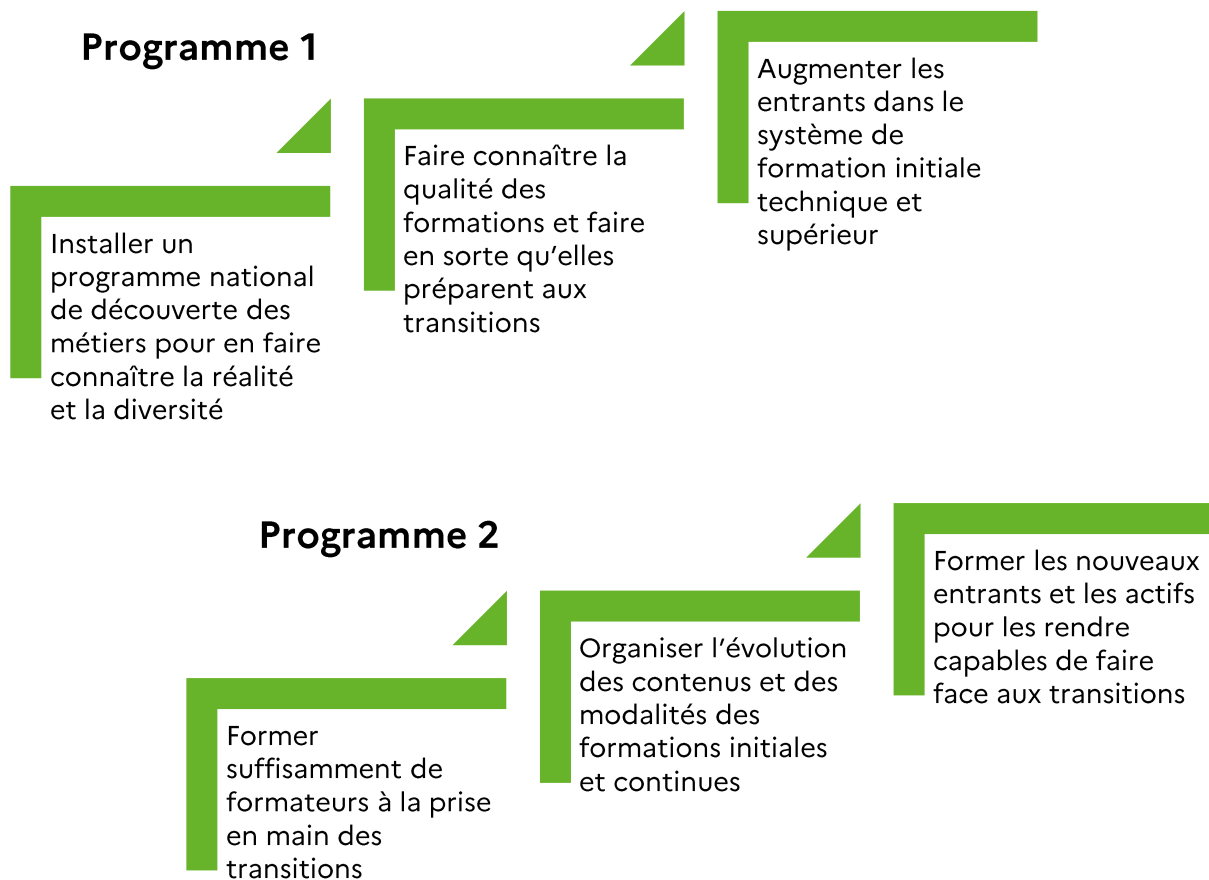 Programme 1
Installer un
programme national
de découverte des
métiers pour en faire
connaître la réalité
et la diversité
Faire connaître la
qualité des
formations et faire
en sorte qu’elles
préparent aux
transitions
Augmenter les
entrants dans le
système de
formation initiale
technique et
supérieur
Programme 2
Former
suffisamment de
formateurs à la prise
en main des
transitions
Organiser l’évolution
des contenus et des
modalités des
formations initiales
et continues
Former les nouveaux
entrants et les actifs
pour les rendre
capables de faire
face aux transitions